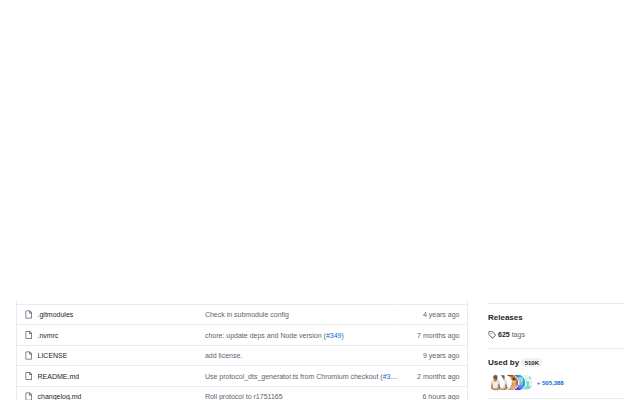 .gitmodules Check in submodule config 4 years ago
.nvmrc chore: update deps and Node version (#349) 7 months ago
LICENSE add license. 9 years ago
README.md Use protocol_dts_generator.ts from Chromium checkout (#3... 2 months ago
changelog.md Roll protocol to r1751165 6 hours ago
Releases
625 tags
Used by 510K
+ 505,388